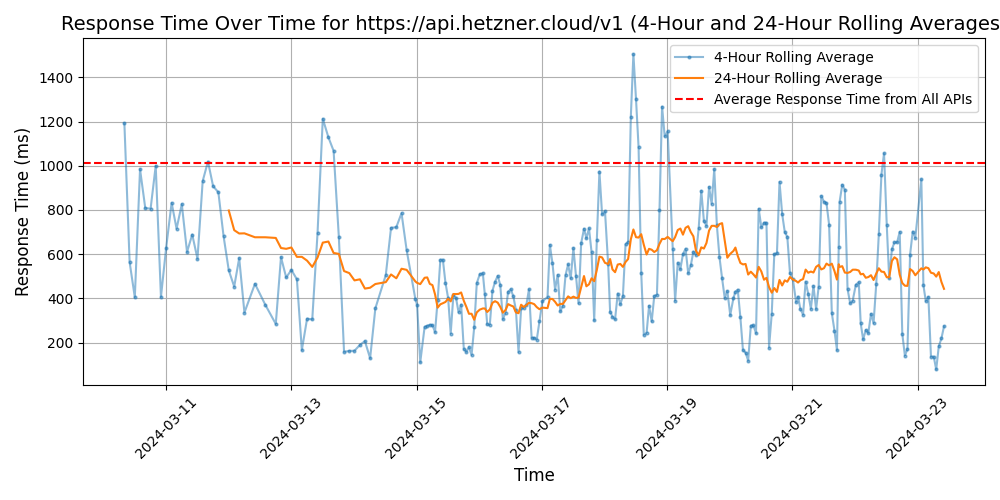 Response Time Over Time for https://api.hetzner.cloud/v1 (4-Hour and 24-Hour Rolling Averages
4-Hour Rolling Average
24-Hour Rolling Average
Average Response Time from All APIs
Response Time (ms)
1400
1200
1000
800
600
400
200
2024-03-11
2024-03-13
2024-03-15
2024-03-17
2024-03-19
2024-03-21
2024-03-23
Time